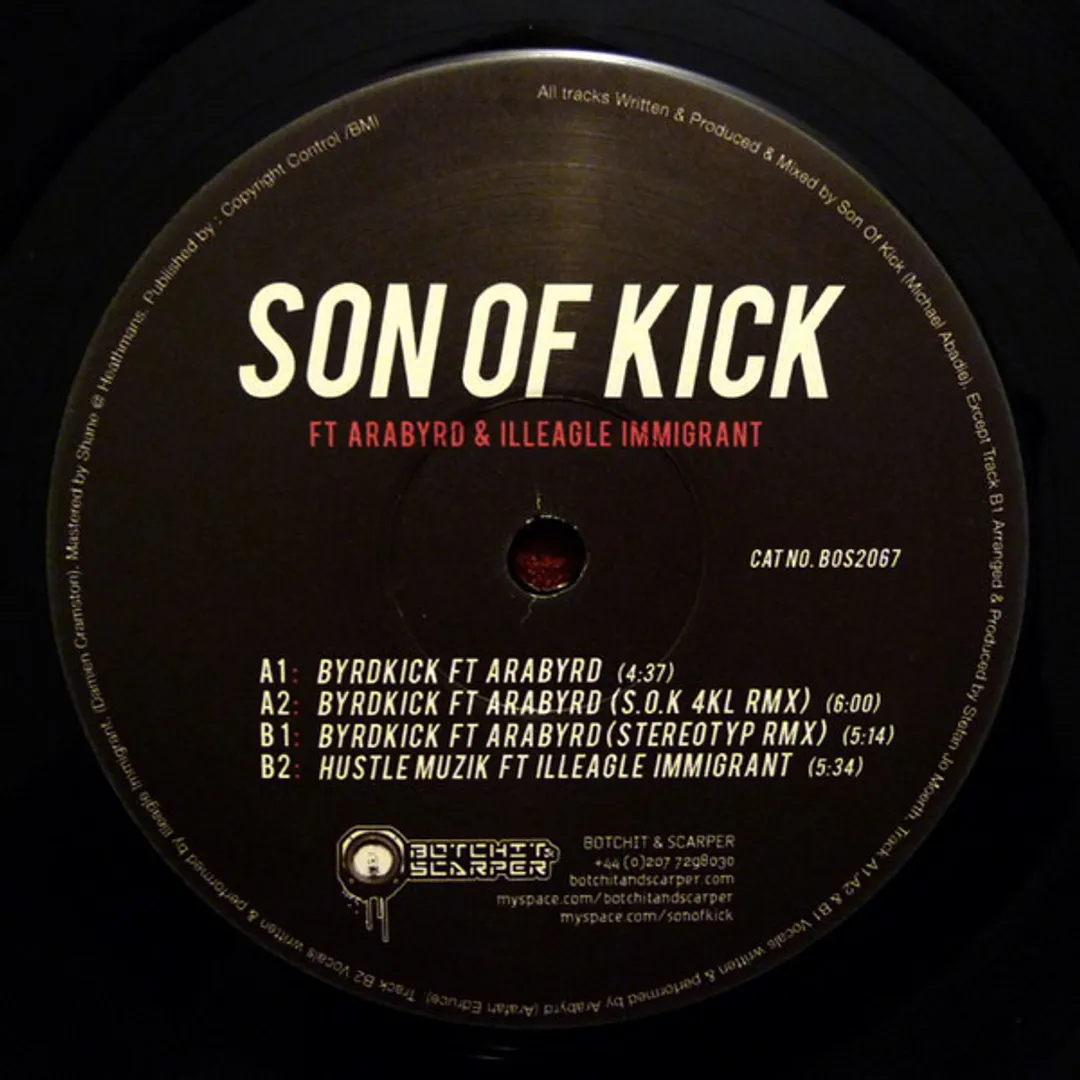 All tracks Written & Produced & Mixed by Son Of Kick (Michael Abadie), Except Track B1 Arranged & Produced by Stefan Jo Moerth. Track A1,A2 & B1 Vocals written & performed by Arabyrd (Arafah Edruce). Track B2 Vocals written & performed by Illeagle Immigrant. (Damien Cramston). Mastered by Shane @ Heathmans. Published by : Copyright Control /BMI
SON OF KICK
FT ARABYRD & ILLEAGLE IMMIGRANT
CAT NO. BOS2067
A1: BYRDKICK FT ARABYRD (4:37)
A2: BYRDKICK FT ARABYRD (S.O.K 4KL RMX) (6:00)
B1: BYRDKICK FT ARABYRD (STEREOTYP RMX) (5:14)
B2: HUSTLE MUZIK FT ILLEAGLE IMMIGRANT (5:34)
BOTCHIT &
SCARPER
BOTCHIT & SCARPER
+44 (0)207 7298030
botchitandscarper.com
myspace.com/botchitandscarper
myspace.com/sonofkick